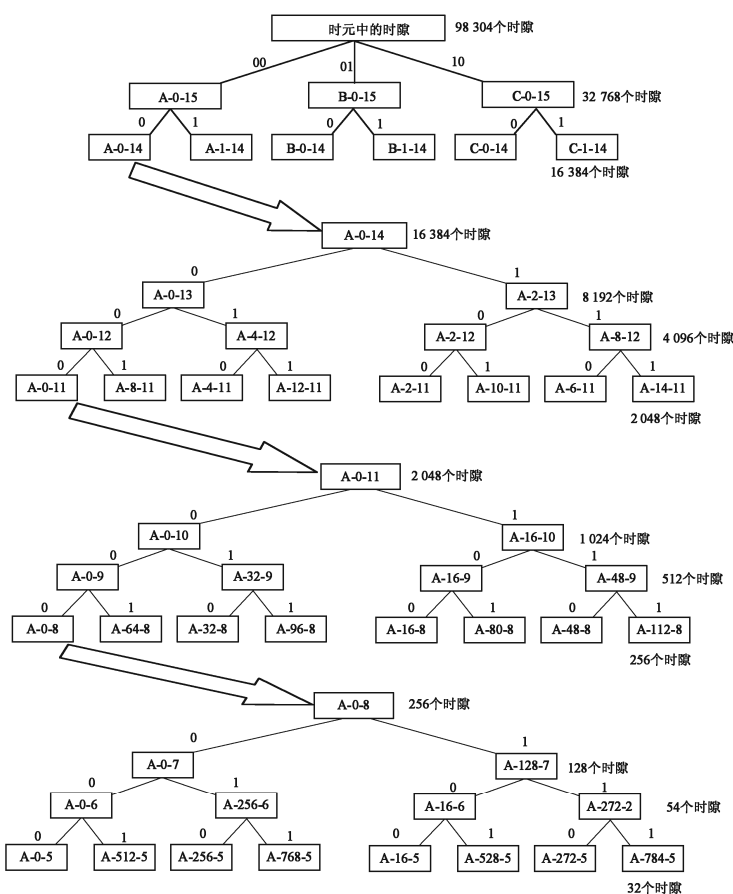 时元中的时隙 98 304个时隙
00 01 10
A-0-15 B-0-15 C-0-15 32 768个时隙
0 1 0 1 0 1
A-0-14 A-1-14 B-0-14 B-1-14 C-0-14 C-1-14
16 384个时隙
A-0-14 16 384个时隙
0 1
A-0-13 A-2-13 8 192个时隙
0 1 0 1
A-0-12 A-4-12 A-2-12 A-8-12 4 096个时隙
0 1 0 1 0 1 0 1
A-0-11 A-8-11 A-4-11 A-12-11 A-2-11 A-10-11 A-6-11 A-14-11
2 048个时隙
A-0-11 2 048个时隙
0 1
A-0-10 A-16-10 1 024个时隙
0 1 0 1
A-0-9 A-32-9 A-16-9 A-48-9 512个时隙
0 1 0 1 0 1 0 1
A-0-8 A-64-8 A-32-8 A-96-8 A-16-8 A-80-8 A-48-8 A-112-8
256个时隙
A-0-8 256个时隙
0 1
A-0-7 A-128-7 128个时隙
0 1 0 1
A-0-6 A-256-6 A-16-6 A-272-2 54个时隙
0 1 0 1 0 1 0 1
A-0-5 A-512-5 A-256-5 A-768-5 A-16-5 A-528-5 A-272-5 A-784-5
32个时隙